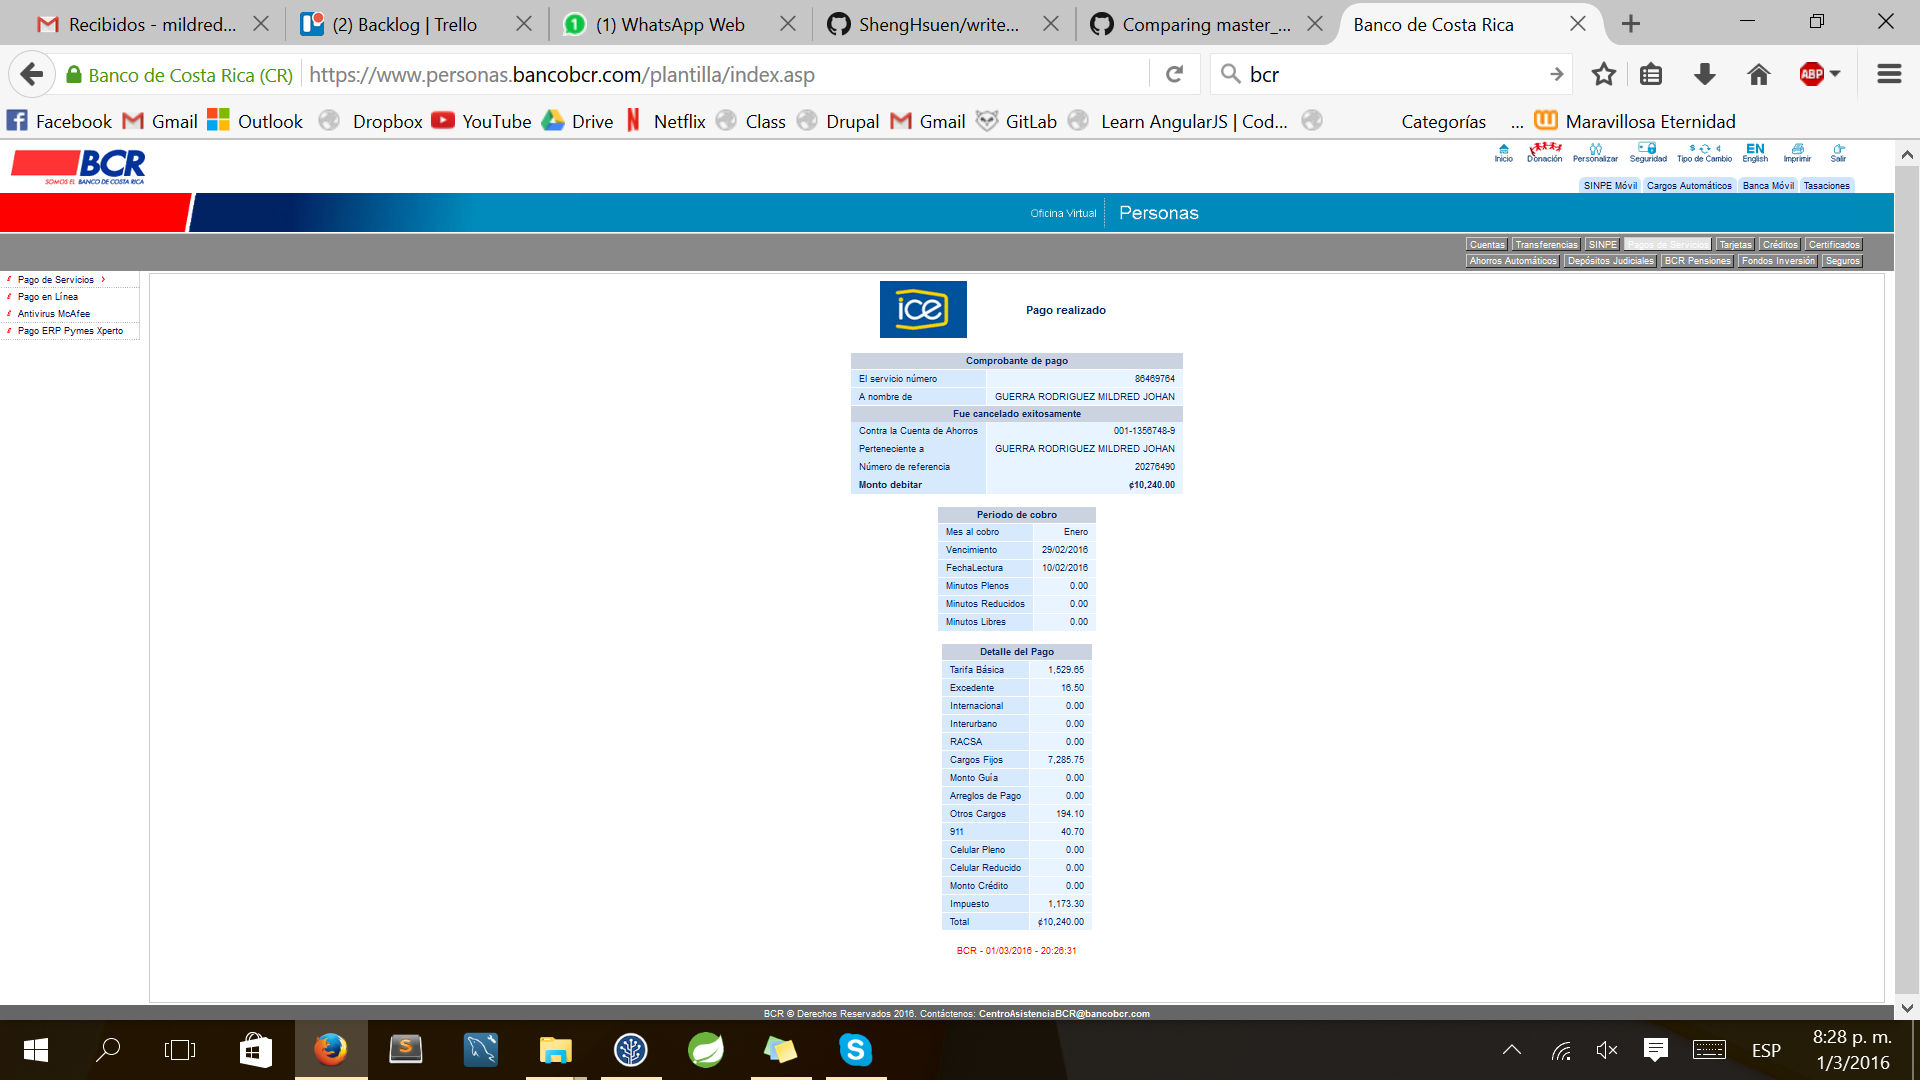 Recibidos - mildred...
(2) Backlog | Trello
(1) WhatsApp Web
ShengHsuen/write...
Comparing master_...
Banco de Costa Rica
Banco de Costa Rica (CR)
https://www.personas.bancobcr.com/plantilla/index.asp
bcr
ABP
Facebook
Gmail
Outlook
Dropbox
YouTube
Drive
Netflix
Class
Drupal
Gmail
GitLab
Learn AngularJS | Cod...
Categorías
...
Maravillosa Eternidad
BCR
SOMOS EL BANCO DE COSTA RICA
Inicio
Donación
Personalizar
Seguridad
Tipo de Cambio
EN
English
Imprimir
Salir
SINPE Móvil
Cargos Automáticos
Banca Móvil
Tasaciones
Oficina Virtual
Personas
Cuentas
Transferencias
SINPE
Pagos de Servicios
Tarjetas
Créditos
Certificados
Ahorros Automáticos
Depósitos Judiciales
BCR Pensiones
Fondos Inversión
Seguros
Pago de Servicios
Pago en Línea
Antivirus McAfee
Pago ERP Pymes Xperto
ice
Pago realizado
Comprobante de pago
El servicio número 86469764
A nombre de GUERRA RODRIGUEZ MILDRED JOHAN
Fue cancelado exitosamente
Contra la Cuenta de Ahorros 001-1356748-9
Perteneciente a GUERRA RODRIGUEZ MILDRED JOHAN
Número de referencia 20276490
Monto debitar ¢10,240.00
Periodo de cobro
Mes al cobro Enero
Vencimiento 29/02/2016
FechaLectura 10/02/2016
Minutos Plenos 0.00
Minutos Reducidos 0.00
Minutos Libres 0.00
Detalle del Pago
Tarifa Básica 1,529.65
Excedente 16.50
Internacional 0.00
Interurbano 0.00
RACSA 0.00
Cargos Fijos 7,285.75
Monto Guía 0.00
Arreglos de Pago 0.00
Otros Cargos 194.10
911 40.70
Celular Pleno 0.00
Celular Reducido 0.00
Monto Crédito 0.00
Impuesto 1,173.30
Total ¢10,240.00
BCR - 01/03/2016 - 20:26:31
BCR © Derechos Reservados 2016. Contáctenos: CentroAsistenciaBCR@bancobcr.com
ESP
8:28 p. m.
1/3/2016